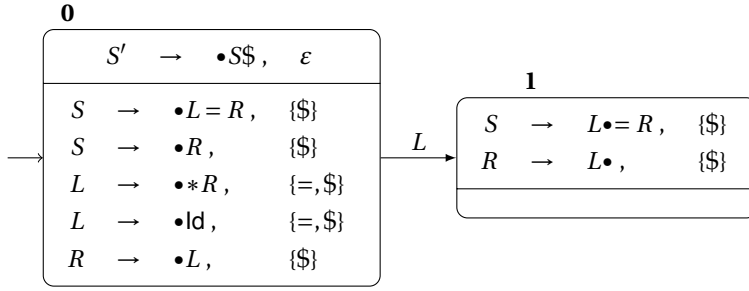 0
S′ → •S$ , ε
S → •L = R , {$}
S → •R , {$}
L → •∗R , {=,$}
L → •Id , {=,$}
R → •L , {$}
L
1
S → L•= R , {$}
R → L• , {$}